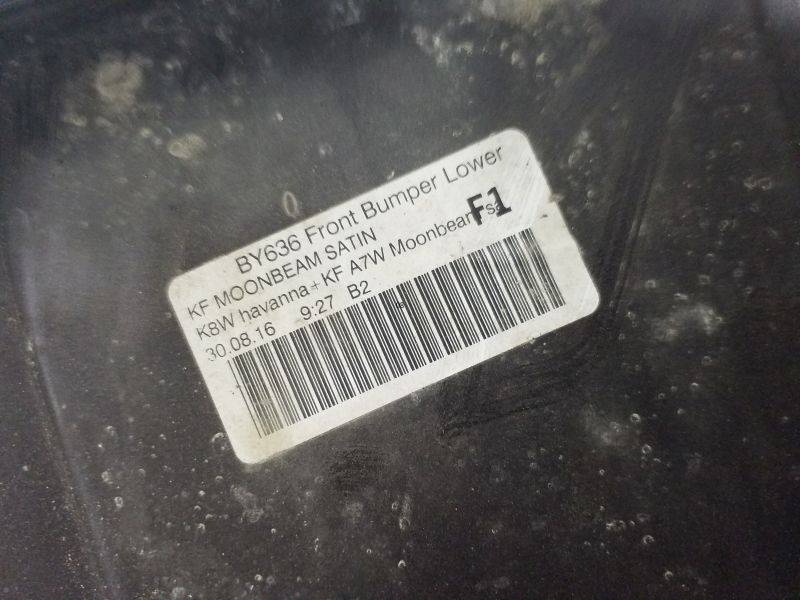 BY636 Front Bumper Lower
KF MOONBEAM SATIN
K8W havanna+ KF A7W Moonbeam
F1
30.08.16 9:27 B2